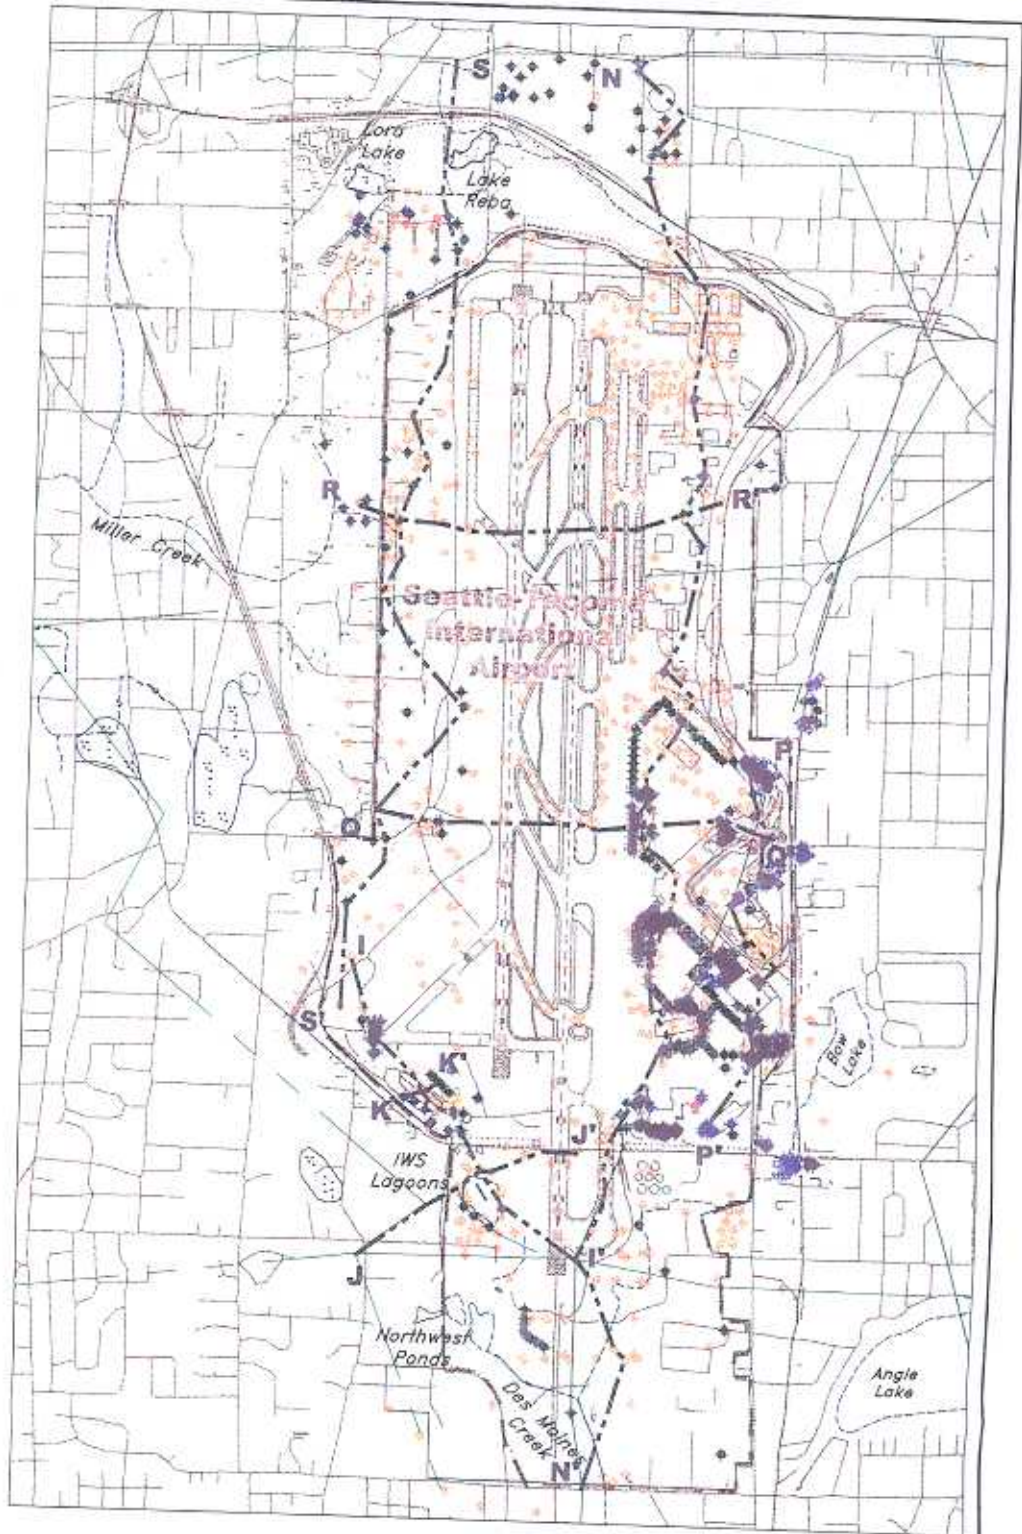 S
N
Lora
Lake
Lake
Reba
R
R'
Miller Creek
Seattle-Tacoma
International
Airport
P
Q
Q'
I
S'
Bow
Lake
K'
K
J'
P'
IWS
Lagoons
I'
J
Northwest
Ponds
Angle
Lake
Des Moines
Creek
N'